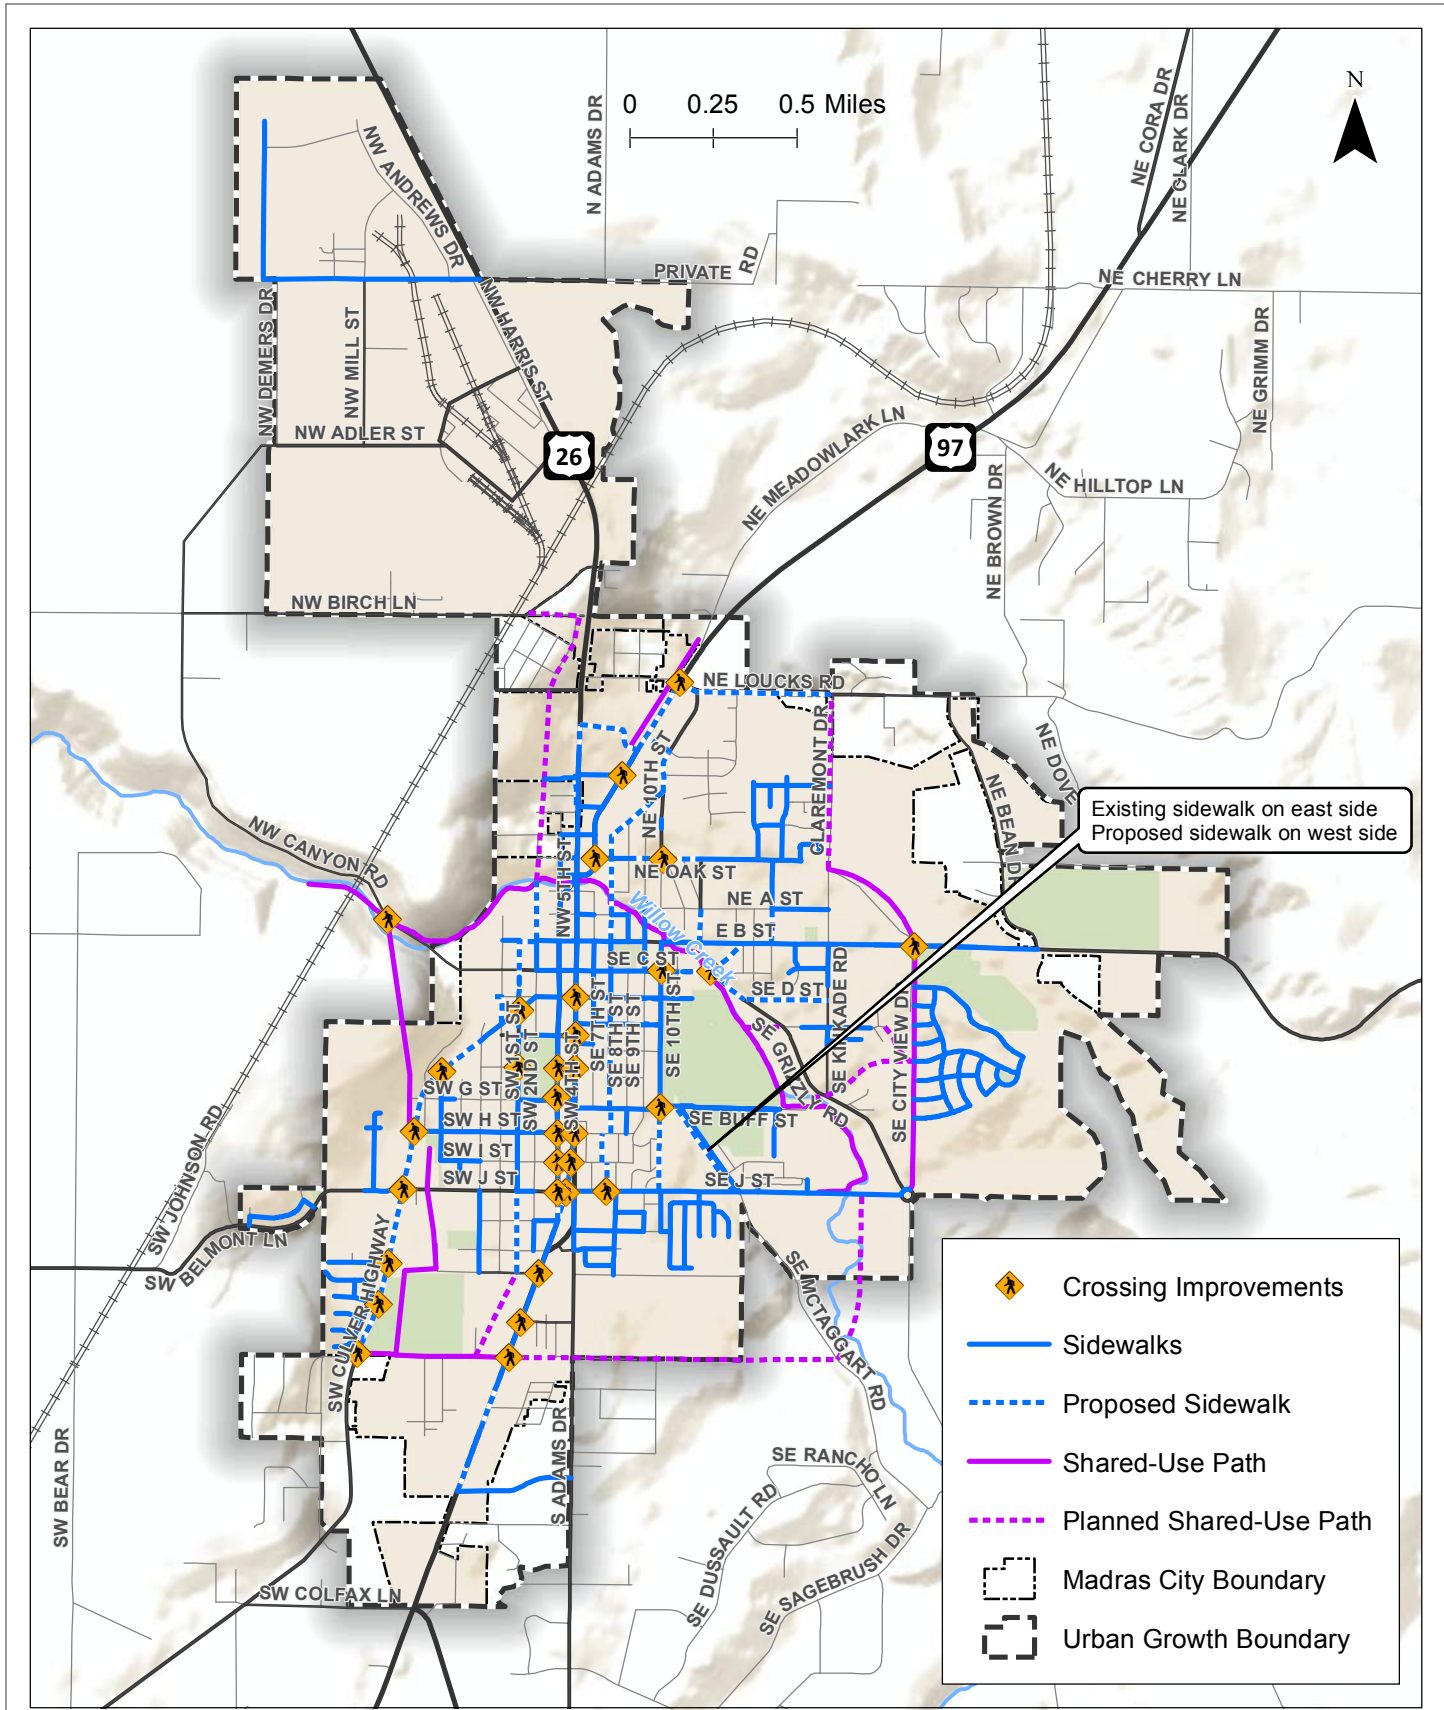 0 0.25 0.5 Miles
N
N ADAMS DR
NE CORA DR
NE CLARK DR
NW ANDREWS DR
PRIVATE RD
NE CHERRY LN
NW DEMERS DR
NW MILL ST
NW HARRIS ST
NE GRIMM DR
NW ADLER ST
26
97
NE MEADOWLARK LN
NE HILLTOP LN
NE BROWN DR
NW BIRCH LN
NE LOUCKS RD
NE 10TH ST
CLAREMONT DR
NE DOVE
NE BEAN DR
Existing sidewalk on east side
Proposed sidewalk on west side
NW CANYON RD
NW 5TH ST
NE OAK ST
NE A ST
Willow Creek
E B ST
SE C ST
SE D ST
SW 1ST ST
SW 2ND ST
SW 4TH ST
SE 7TH ST
SE 8TH ST
SE 9TH ST
SE 10TH ST
SE GRIZZLY RD
SE KINKADE RD
SE CITY VIEW DR
SW G ST
SW H ST
SE BUFF ST
SW I ST
SW J ST
SE J ST
SW JOHNSON RD
SW BELMONT LN
SW CULVER HIGHWAY
SE MCTAGGART RD
SW BEAR DR
S ADAMS DR
SE RANCHO LN
SE DUSSAULT RD
SE SAGEBRUSH DR
SW COLFAX LN
Crossing Improvements
Sidewalks
Proposed Sidewalk
Shared-Use Path
Planned Shared-Use Path
Madras City Boundary
Urban Growth Boundary